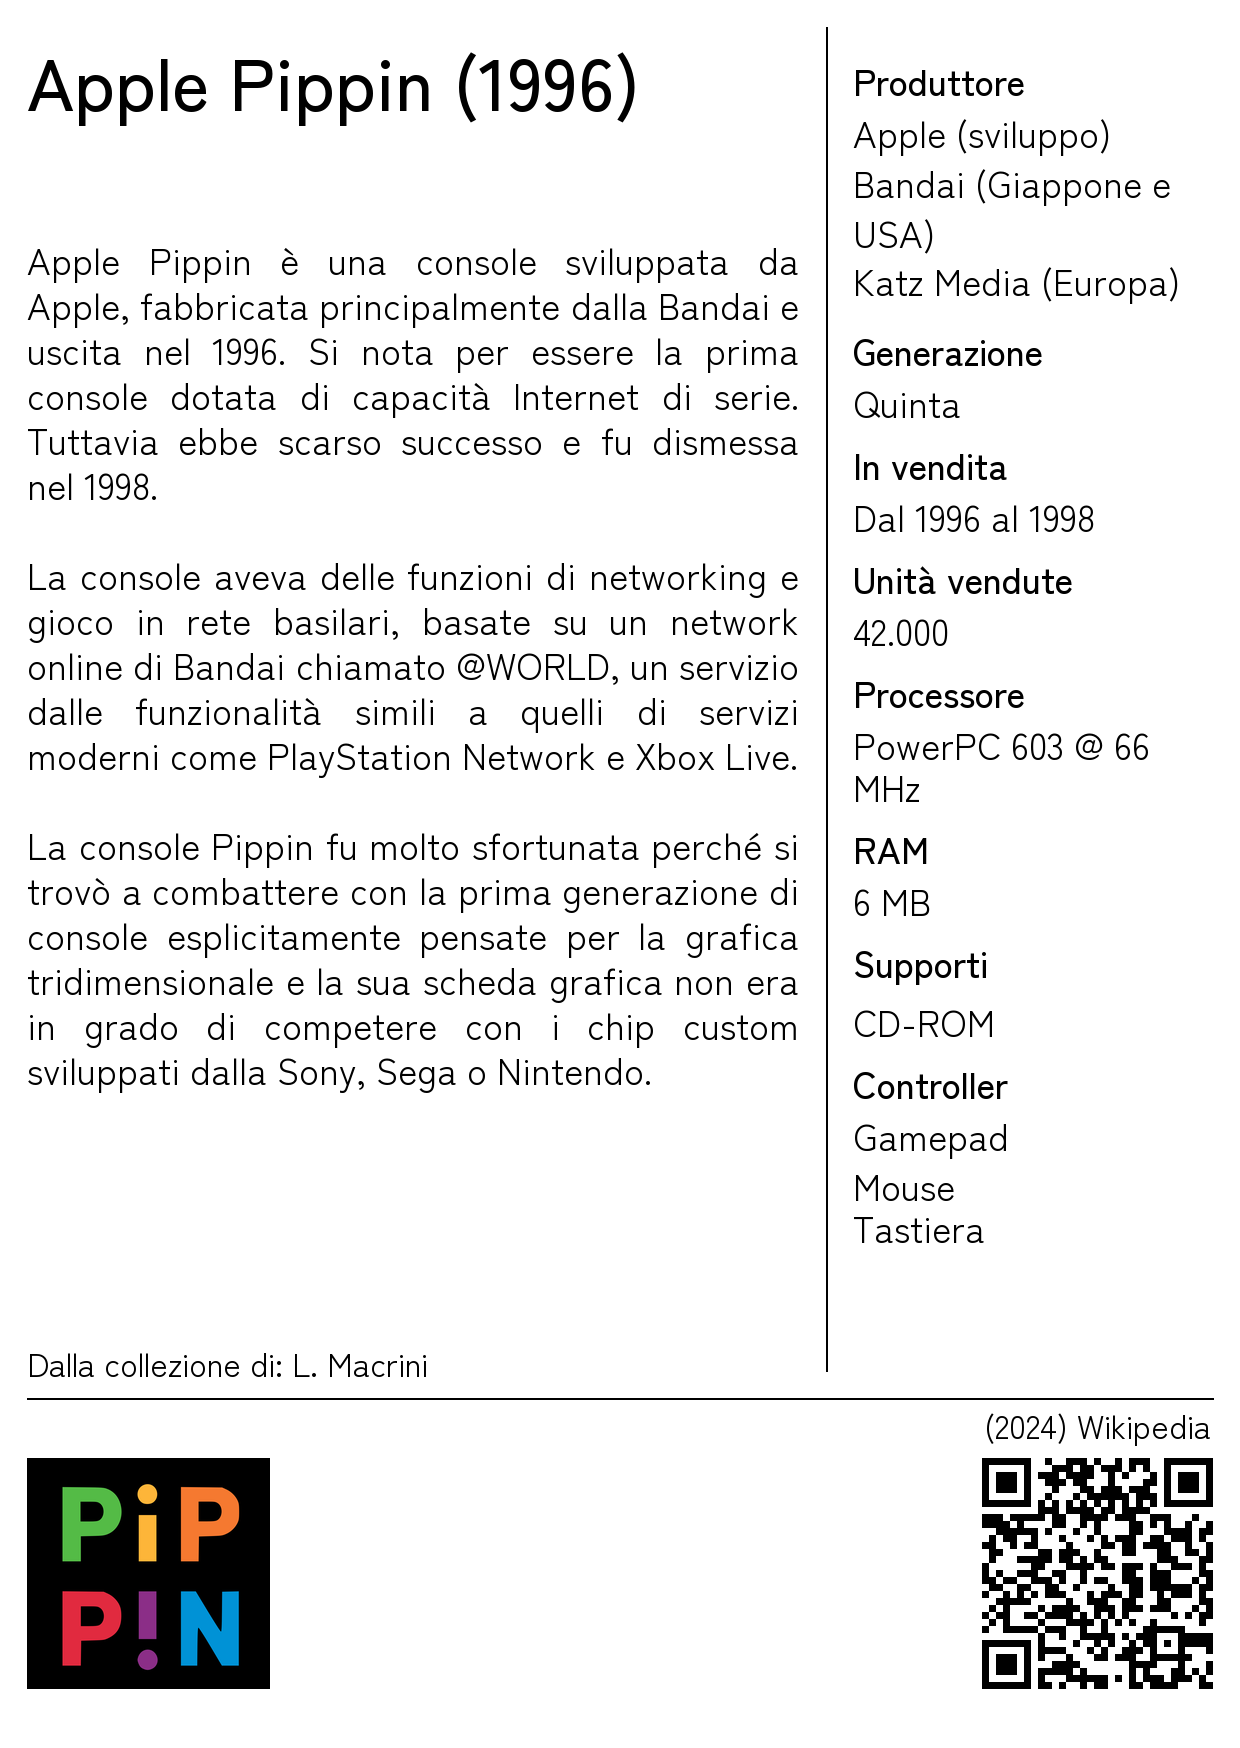 Apple Pippin (1996)
Apple Pippin è una console sviluppata da
Apple, fabbricata principalmente dalla Bandai e
uscita nel 1996. Si nota per essere la prima
console dotata di capacità Internet di serie.
Tuttavia ebbe scarso successo e fu dismessa
nel 1998.
La console aveva delle funzioni di networking e
gioco in rete basilari, basate su un network
online di Bandai chiamato @WORLD, un servizio
dalle funzionalità simili a quelli di servizi
moderni come PlayStation Network e Xbox Live.
La console Pippin fu molto sfortunata perché si
trovò a combattere con la prima generazione di
console esplicitamente pensate per la grafica
tridimensionale e la sua scheda grafica non era
in grado di competere con i chip custom
sviluppati dalla Sony, Sega o Nintendo.
Dalla collezione di: L. Macrini
Produttore
Apple (sviluppo)
Bandai (Giappone e
USA)
Katz Media (Europa)
Generazione
Quinta
In vendita
Dal 1996 al 1998
Unità vendute
42.000
Processore
PowerPC 603 @ 66
MHz
RAM
6 MB
Supporti
CD-ROM
Controller
Gamepad
Mouse
Tastiera
(2024) Wikipedia
PiP
P!N